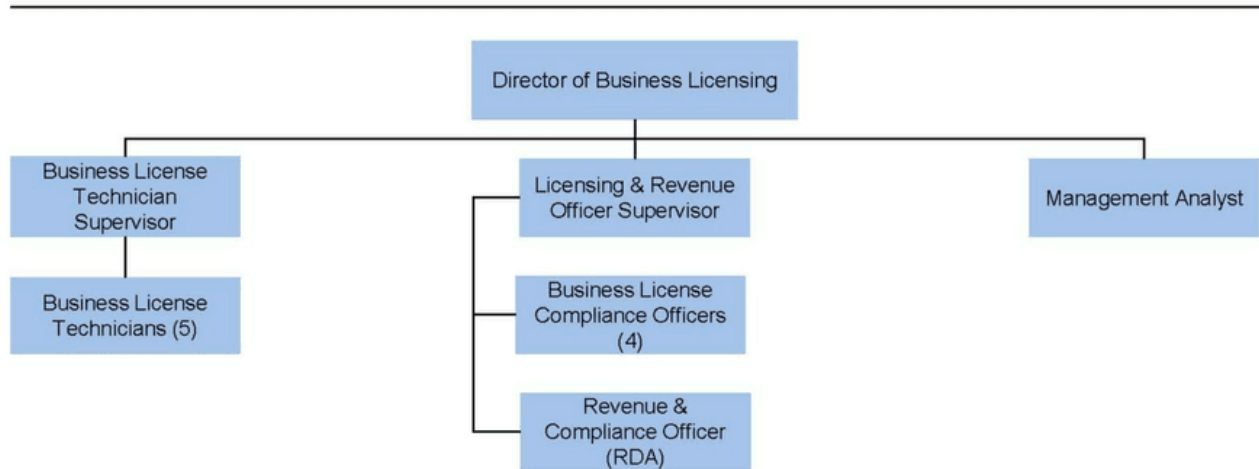 Director of Business Licensing
Business License
Technician
Supervisor
Licensing & Revenue
Officer Supervisor
Management Analyst
Business License
Technicians (5)
Business License
Compliance Officers
(4)
Revenue &
Compliance Officer
(RDA)